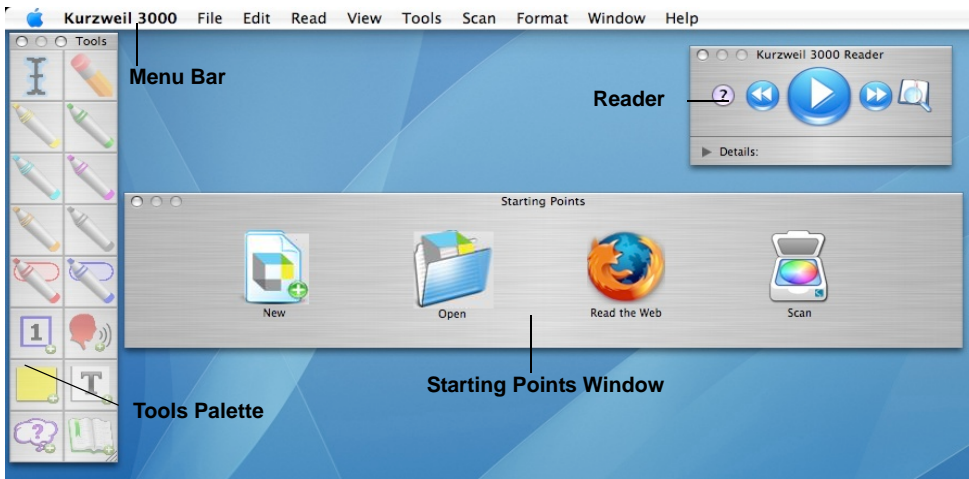 Kurzweil 3000 File Edit Read View Tools Scan Format Window Help
Tools
Menu Bar
Kurzweil 3000 Reader
Reader
?
Details:
Starting Points
New
Open
Read the Web
Scan
Starting Points Window
1
T
Tools Palette
?